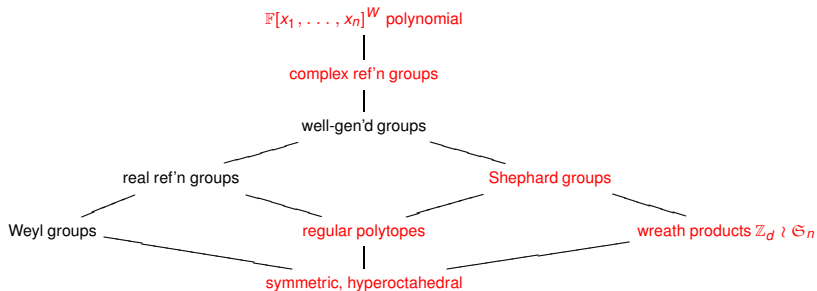 𝔽[x₁, . . . , xₙ]^W polynomial
complex ref'n groups
well-gen'd groups
real ref'n groups
Shephard groups
Weyl groups
regular polytopes
wreath products ℤ_d ≀ 𝔖ₙ
symmetric, hyperoctahedral